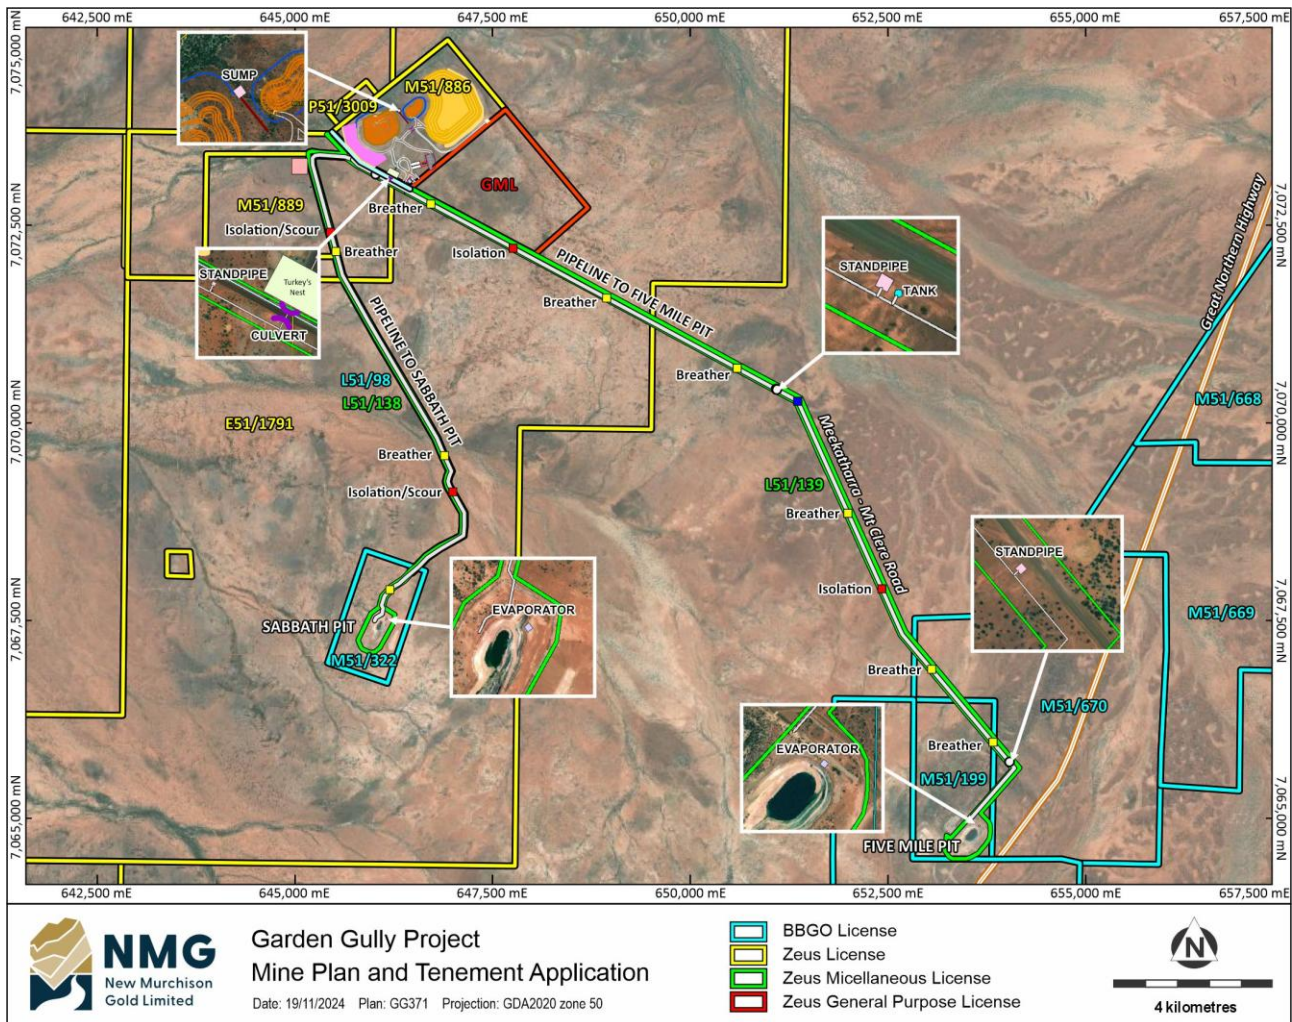 642,500 mE
645,000 mE
647,500 mE
650,000 mE
652,500 mE
655,000 mE
657,500 mE
7,075,000 mN
7,072,500 mN
7,070,000 mN
7,067,500 mN
7,065,000 mN
SUMP
P51/3009
M51/886
GML
M51/889
Isolation/Scour
Breather
Breather
Isolation
Breather
PIPELINE TO FIVE MILE PIT
STANDPIPE
Turkey's
Nest
CULVERT
STANDPIPE
TANK
Great Northern Highway
7,072,500 mN
PIPELINE TO SABBATH PIT
L51/98
L51/138
Breather
E51/1791
Breather
Isolation/Scour
M51/668
Meekatharra - Mt Clere Road
L51/139
Breather
Isolation
STANDPIPE
M51/669
SABBATH PIT
M51/322
EVAPORATOR
Breather
M51/670
Breather
EVAPORATOR
M51/199
FIVE MILE PIT
7,070,000 mN
7,067,500 mN
7,065,000 mN
642,500 mE
645,000 mE
647,500 mE
650,000 mE
652,500 mE
655,000 mE
657,500 mE
NMG
New Murchison
Gold Limited
Garden Gully Project
Mine Plan and Tenement Application
Date: 19/11/2024 Plan: GG371 Projection: GDA2020 zone 50
BBGO License
Zeus License
Zeus Micellaneous License
Zeus General Purpose License
N
4 kilometres